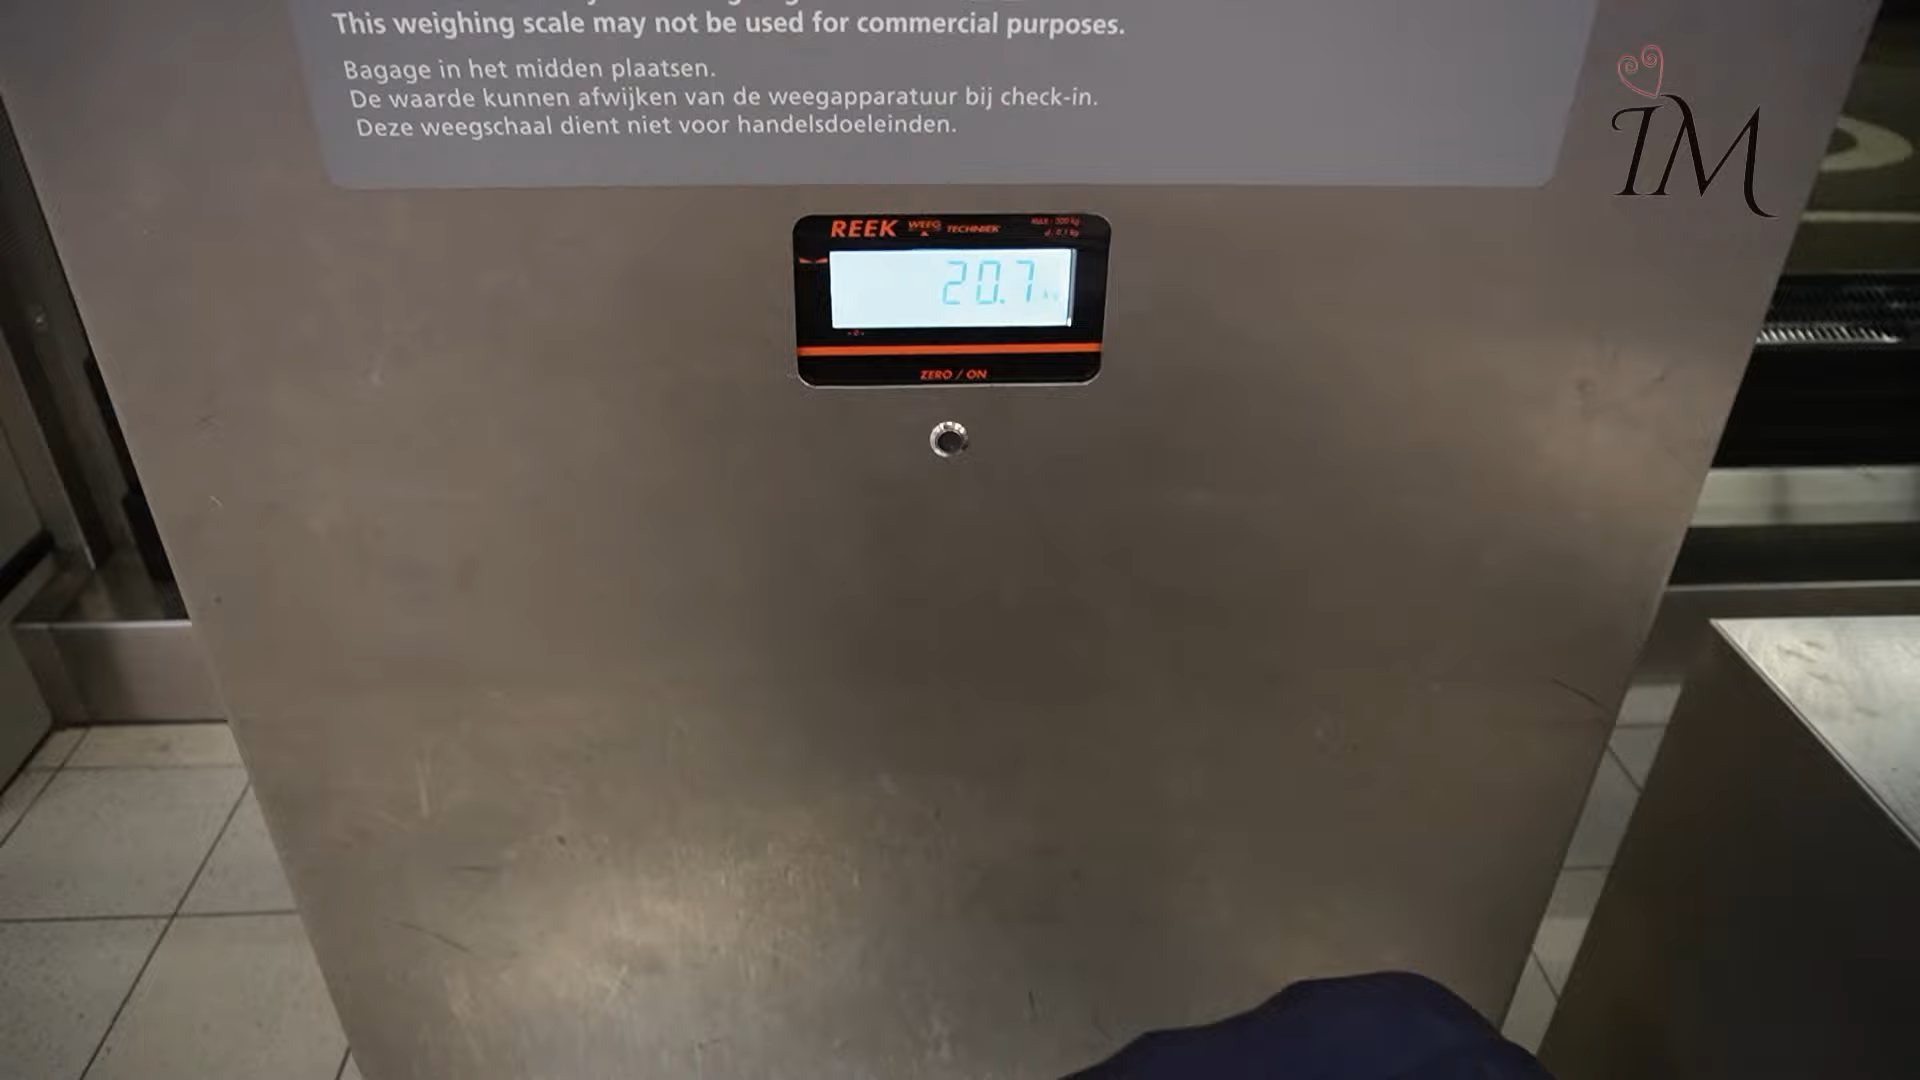 This weighing scale may not be used for commercial purposes.
Bagage in het midden plaatsen.
De waarde kunnen afwijken van de weegapparatuur bij check-in.
Deze weegschaal dient niet voor handelsdoeleinden.
IM
REEK WEEG TECHNIEK
20.7 kg
ZERO / ON